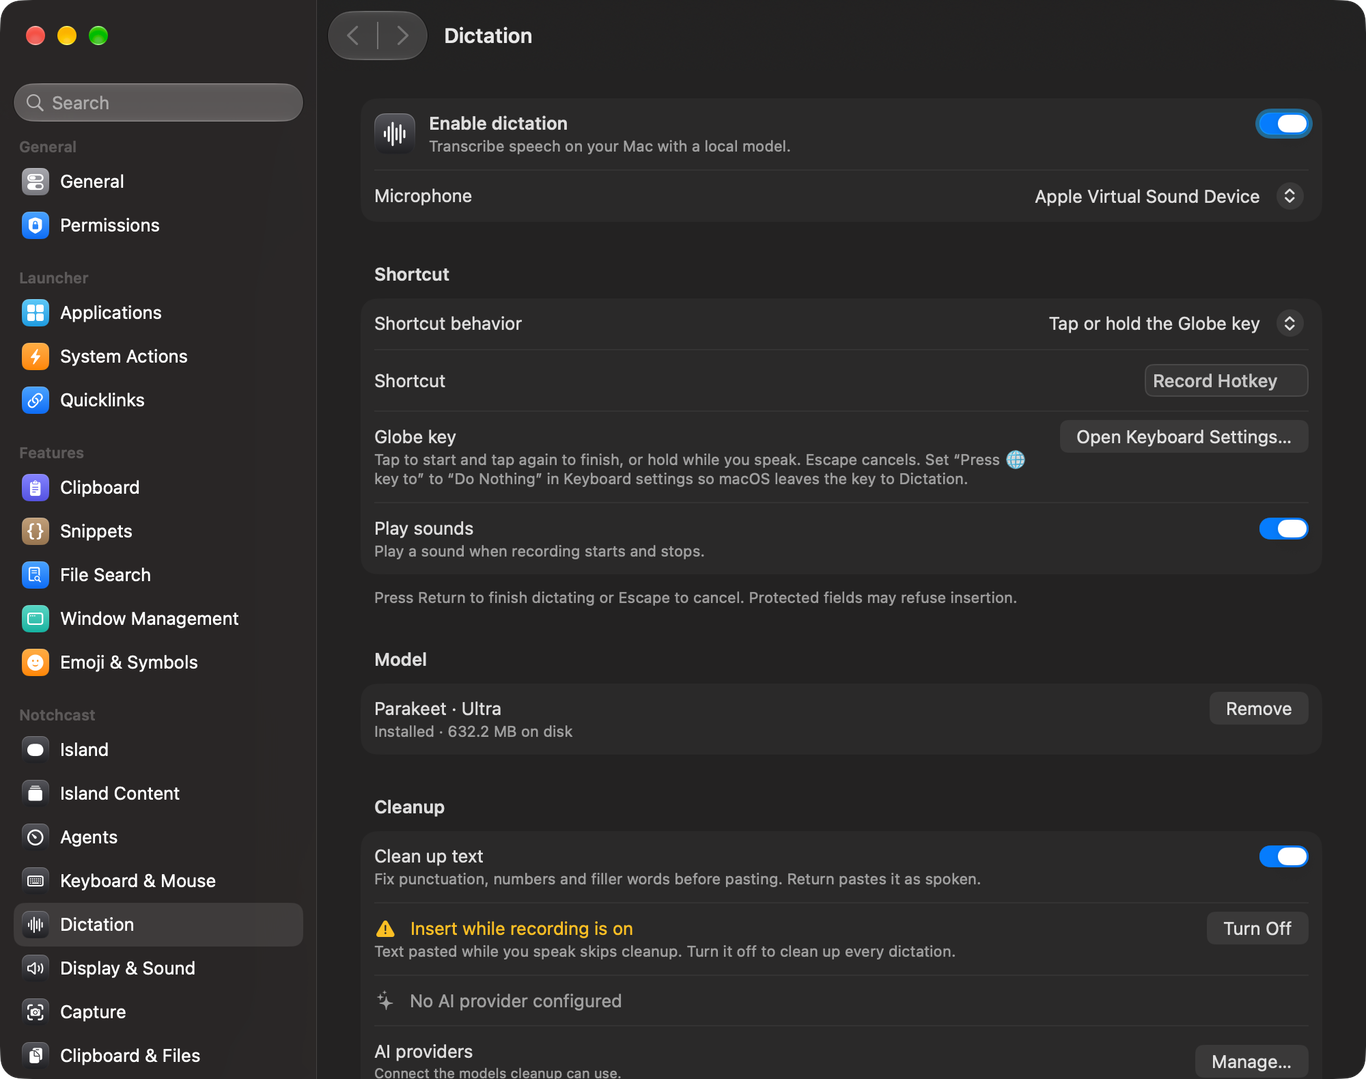 Dictation
Search
General
General
Permissions
Launcher
Applications
System Actions
Quicklinks
Features
Clipboard
Snippets
File Search
Window Management
Emoji & Symbols
Notchcast
Island
Island Content
Agents
Keyboard & Mouse
Dictation
Display & Sound
Capture
Clipboard & Files
Enable dictation
Transcribe speech on your Mac with a local model.
Microphone
Apple Virtual Sound Device
Shortcut
Shortcut behavior
Tap or hold the Globe key
Shortcut
Record Hotkey
Globe key
Open Keyboard Settings...
Tap to start and tap again to finish, or hold while you speak. Escape cancels. Set “Press 🌐
key to” to “Do Nothing” in Keyboard settings so macOS leaves the key to Dictation.
Play sounds
Play a sound when recording starts and stops.
Press Return to finish dictating or Escape to cancel. Protected fields may refuse insertion.
Model
Parakeet · Ultra
Installed · 632.2 MB on disk
Remove
Cleanup
Clean up text
Fix punctuation, numbers and filler words before pasting. Return pastes it as spoken.
Insert while recording is on
Text pasted while you speak skips cleanup. Turn it off to clean up every dictation.
Turn Off
No AI provider configured
AI providers
Connect the models cleanup can use.
Manage...